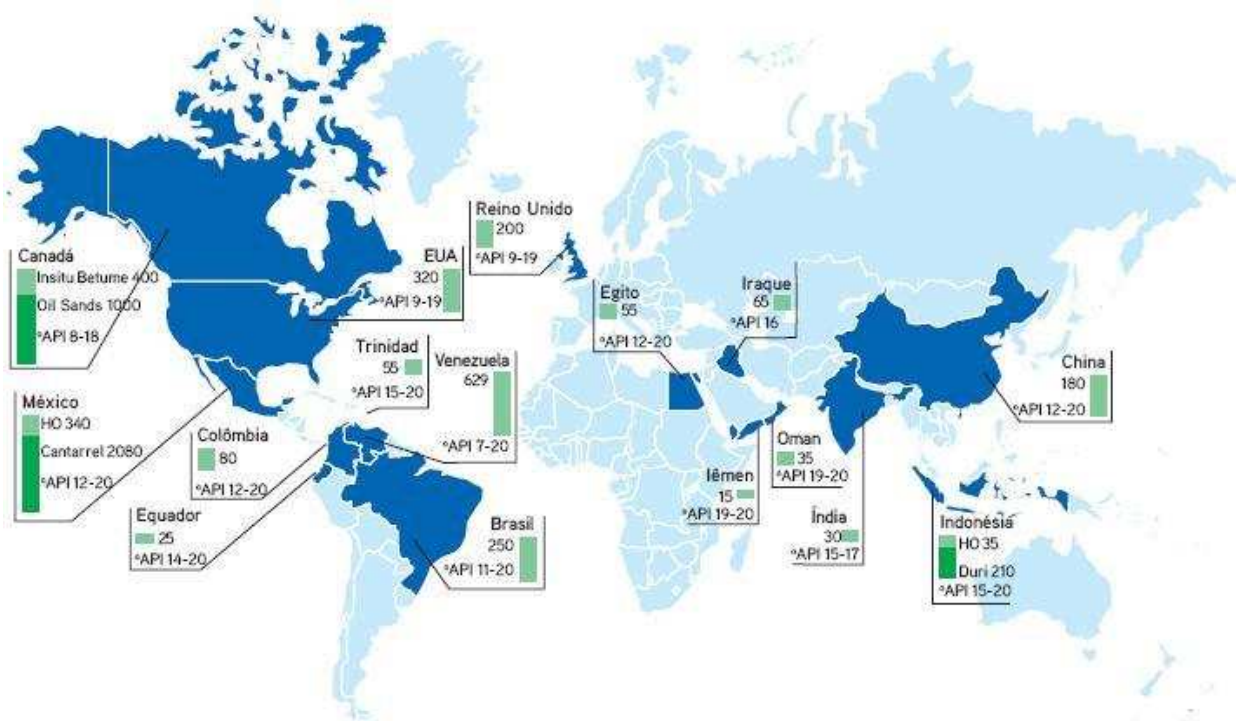 Canadá
Insitu Betume 400
Oil Sands 1000
°API 8-18
México
HO 340
Cantarrel 2080
°API 12-20
EUA
320
°API 9-19
Reino Unido
200
°API 9-19
Trinidad
55
°API 15-20
Venezuela
629
°API 7-20
Colômbia
80
°API 12-20
Equador
25
°API 14-20
Brasil
250
°API 11-20
Egito
55
°API 12-20
Iraque
65
°API 16
Iêmen
15
°API 19-20
Oman
35
°API 19-20
Índia
30
°API 15-17
China
180
°API 12-20
Indonésia
HO 35
Duri 210
°API 15-20